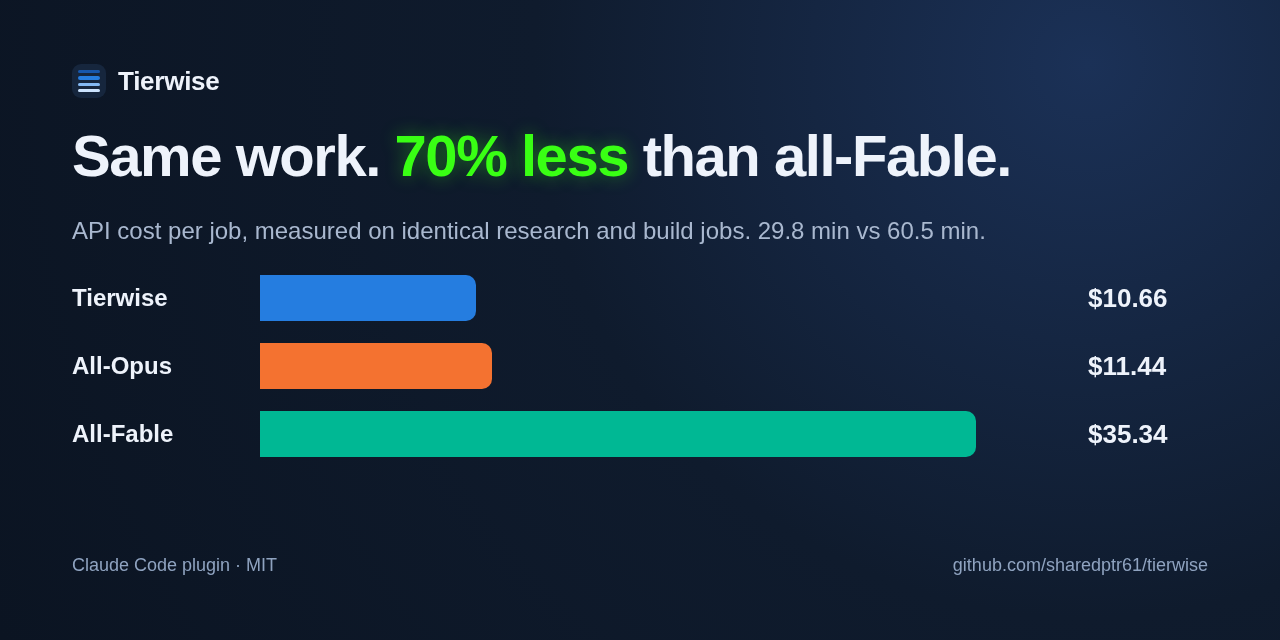 Tierwise
Same work. 70% less than all-Fable.
API cost per job, measured on identical research and build jobs. 29.8 min vs 60.5 min.
Tierwise $10.66
All-Opus $11.44
All-Fable $35.34
Claude Code plugin · MIT github.com/sharedptr61/tierwise